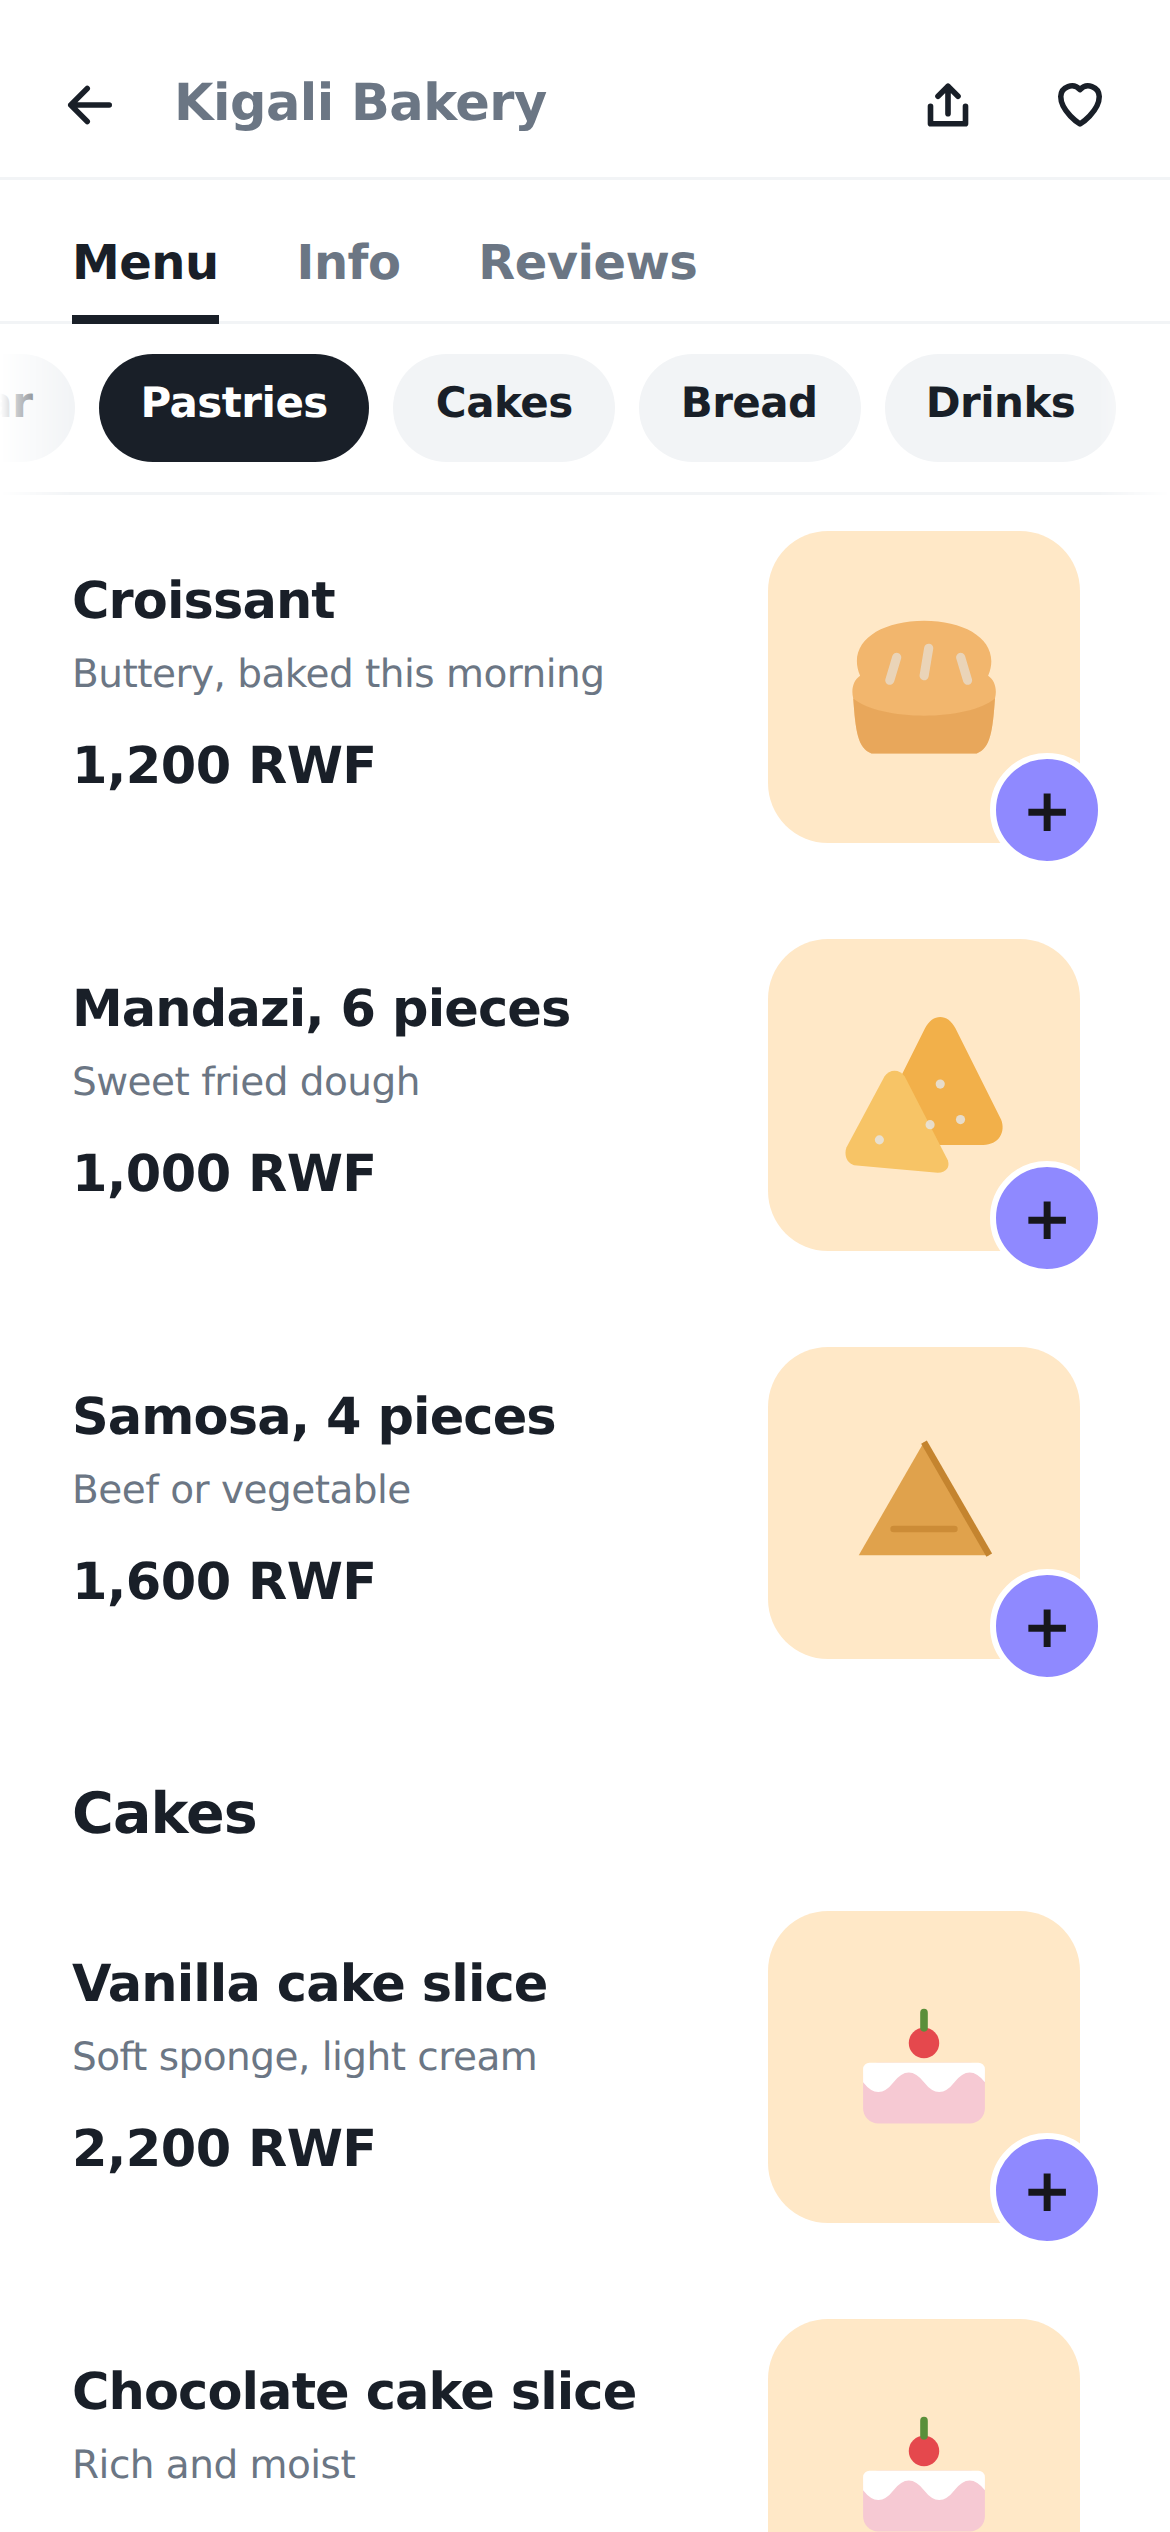 Kigali Bakery
Menu Info Reviews
Pastries Cakes Bread Drinks
Croissant
Buttery, baked this morning
1,200 RWF
Mandazi, 6 pieces
Sweet fried dough
1,000 RWF
Samosa, 4 pieces
Beef or vegetable
1,600 RWF
Cakes
Vanilla cake slice
Soft sponge, light cream
2,200 RWF
Chocolate cake slice
Rich and moist